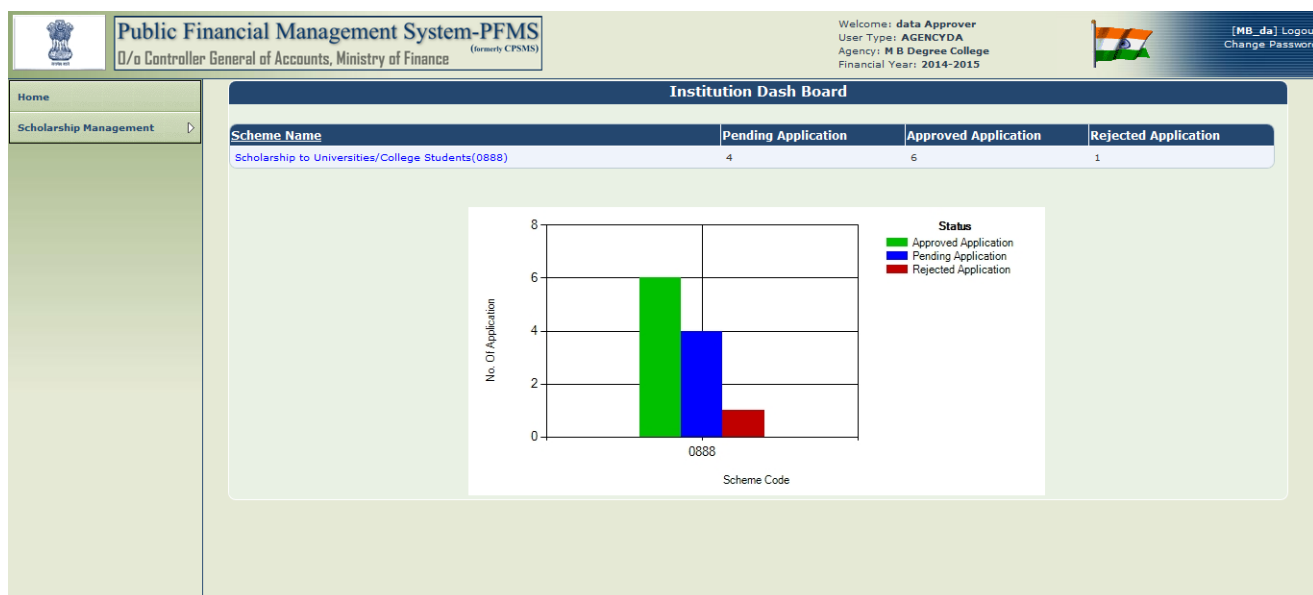 Public Financial Management System-PFMS
(formerly CPSMS)
O/o Controller General of Accounts, Ministry of Finance
Welcome: data Approver
User Type: AGENCYDA
Agency: M B Degree College
Financial Year: 2014-2015
[MB_da] Logou
Change Password
Home
Scholarship Management
Institution Dash Board
Scheme Name Pending Application Approved Application Rejected Application
Scholarship to Universities/College Students(0888) 4 6 1
8
6
4
2
0
No. Of Application
0888
Scheme Code
Status
Approved Application
Pending Application
Rejected Application